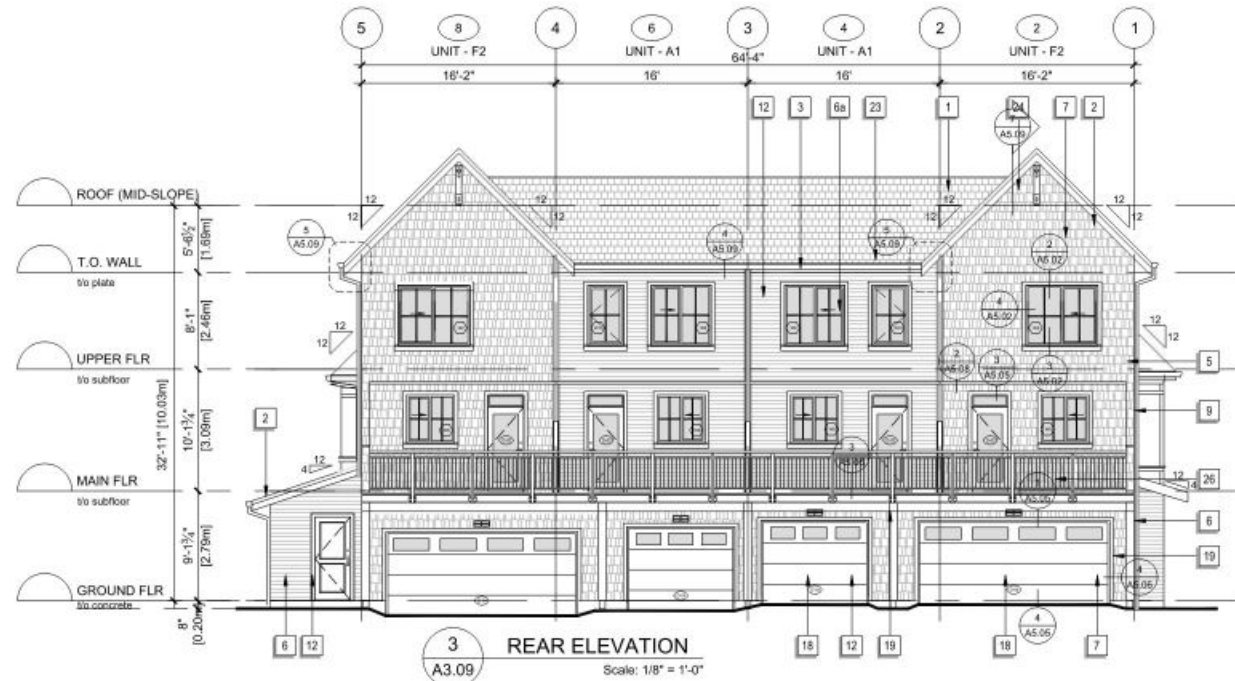 5
8
4
6
3
4
2
2
1
UNIT - F2
UNIT - A1
UNIT - A1
UNIT - F2
64'-4"
16'-2"
16'
16'
16'-2"
12
3
6a
23
1
24
7
2
A5.09
ROOF (MID-SLOPE)
12
12
12
12
12
12
12
12
5
A5.09
4
A5.09
5
A5.09
5'-6½"
[1.69m]
T.O. WALL
t/o plate
2
A5.02
8'-1"
[2.46m]
4
A5.02
12
12
12
12
UPPER FLR
t/o subfloor
2
A5.08
3
A5.05
3
A5.02
5
9
2
32'-11" [10.03m]
10'-1¾"
[3.09m]
12
4
3
12
4
26
MAIN FLR
t/o subfloor
A5.05
6
9'-1¾"
[2.79m]
19
4
A5.06
GROUND FLR
t/o concrete
8"
[0.20m]
4
A5.05
6
12
18
12
19
18
7
3
A3.09
REAR ELEVATION
Scale: 1/8" = 1'-0"